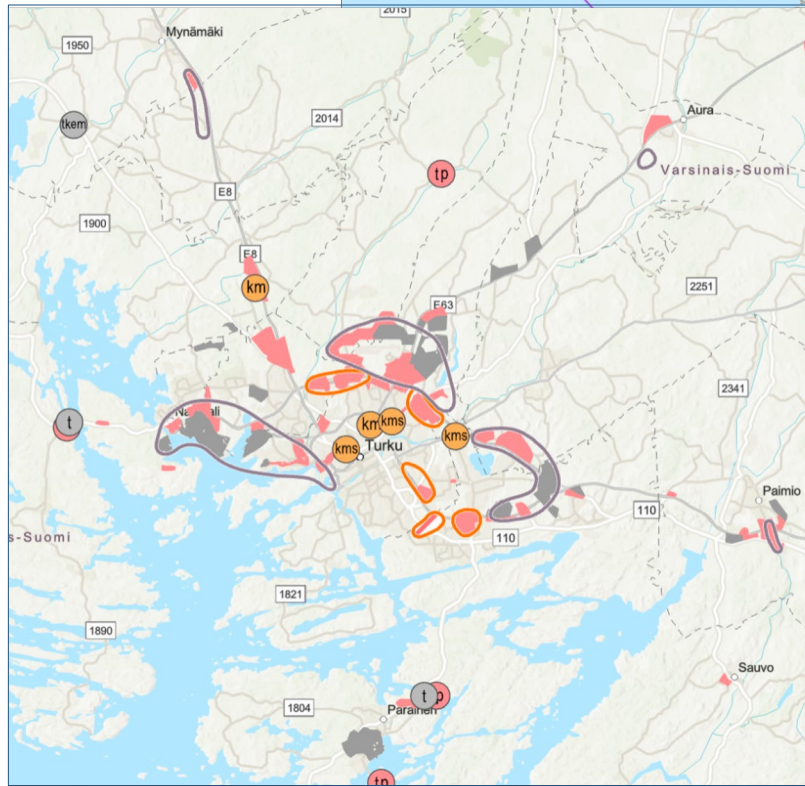 2015
Mynämäki
1950
Aura
2014
tkem
tp
Varsinais-Suomi
E8
1900
E8
km
2251
E63
2341
t
km
kms
kms
kms
Turku
Paimio
110
110
s-Suomi
1821
1890
Sauvo
t
p
1804
Parainen
tp